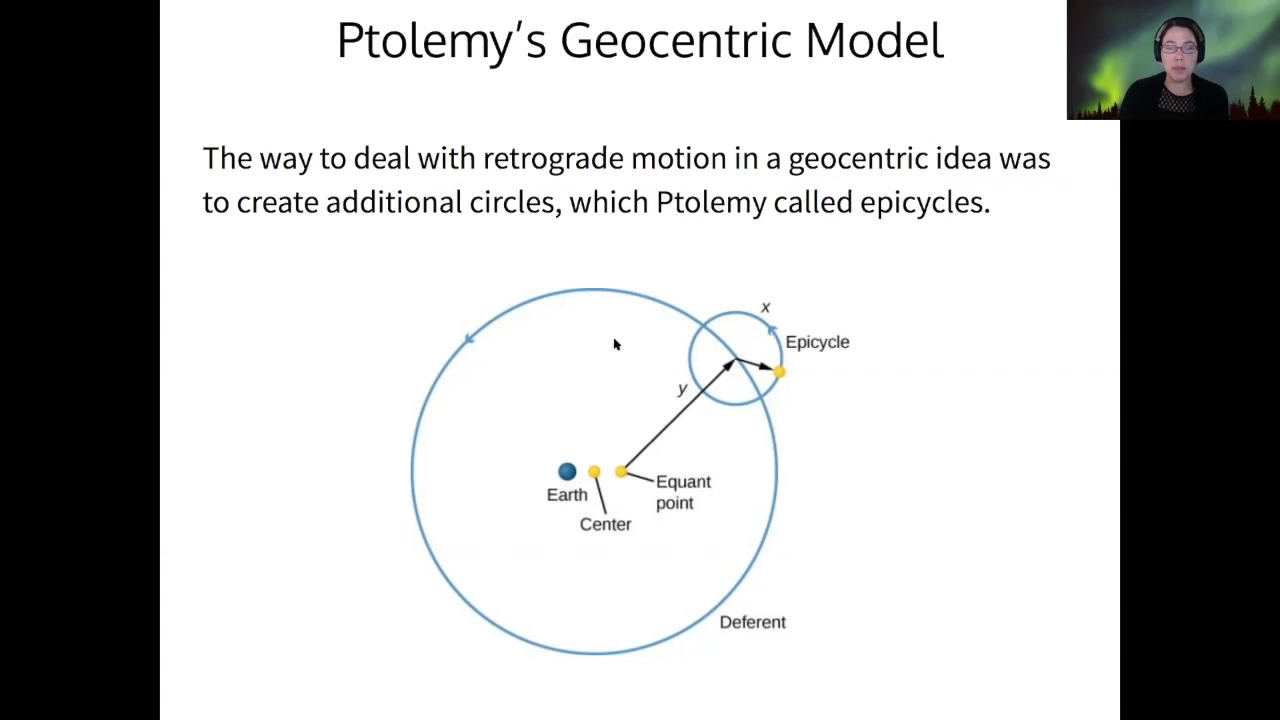 Ptolemy’s Geocentric Model
The way to deal with retrograde motion in a geocentric idea was
to create additional circles, which Ptolemy called epicycles.
x
Epicycle
y
Earth
Center
Equant
point
Deferent